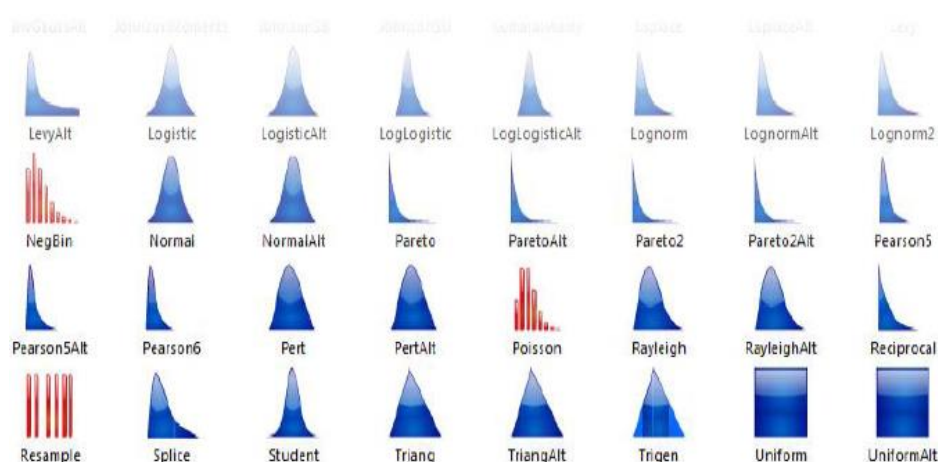 LevyAlt Logistic LogisticAlt LogLogistic LogLogisticAlt Lognorm LognormAlt Lognorm2
NegBin Normal NormalAlt Pareto ParetoAlt Pareto2 Pareto2Alt Pearson5
Pearson5Alt Pearson6 Pert PertAlt Poisson Rayleigh RayleighAlt Reciprocal
Resample Splice Student Triang TriangAlt Trigen Uniform UniformAlt